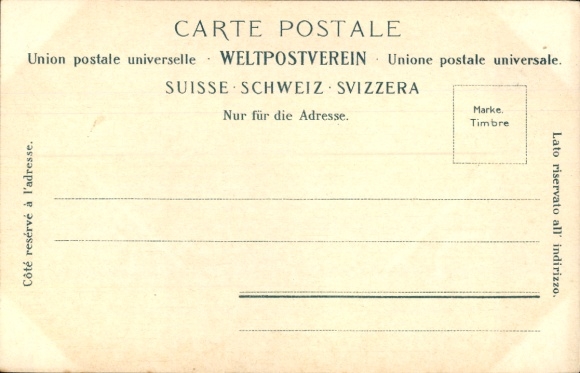 CARTE POSTALE
Union postale universelle · WELTPOSTVEREIN · Unione postale universale.
SUISSE · SCHWEIZ · SVIZZERA
Nur für die Adresse.
Marke.
Timbre
Côté resérvé à l'adresse.
Lato riservato all' indirizzo.